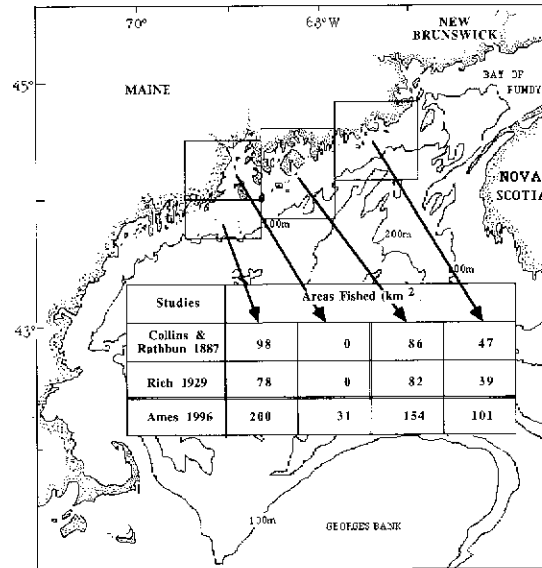 70°
68°
NEW
BRUNSWICK
45°
BAY OF
FUNDY
MAINE
NOVA
SCOTIA
100m
200m
Studies
Areas Fished (km 2
43°
Collins &
Rathbun 1887
98
0
86
47
Rich 1929
78
0
82
39
Ames 1996
200
31
154
101
100m
GEORGES BANK